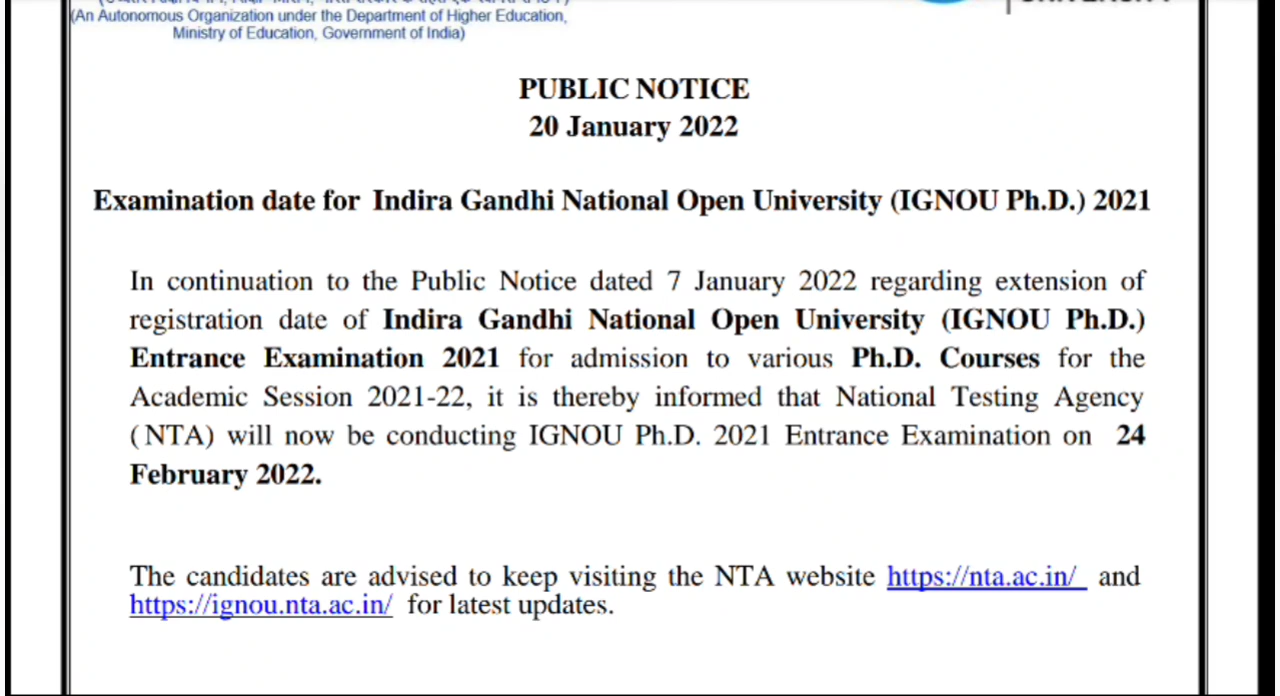 (An Autonomous Organization under the Department of Higher Education,
Ministry of Education, Government of India)
PUBLIC NOTICE
20 January 2022
Examination date for Indira Gandhi National Open University (IGNOU Ph.D.) 2021
In continuation to the Public Notice dated 7 January 2022 regarding extension of
registration date of Indira Gandhi National Open University (IGNOU Ph.D.)
Entrance Examination 2021 for admission to various Ph.D. Courses for the
Academic Session 2021-22, it is thereby informed that National Testing Agency
(NTA) will now be conducting IGNOU Ph.D. 2021 Entrance Examination on 24
February 2022.
The candidates are advised to keep visiting the NTA website https://nta.ac.in/ and
https://ignou.nta.ac.in/ for latest updates.